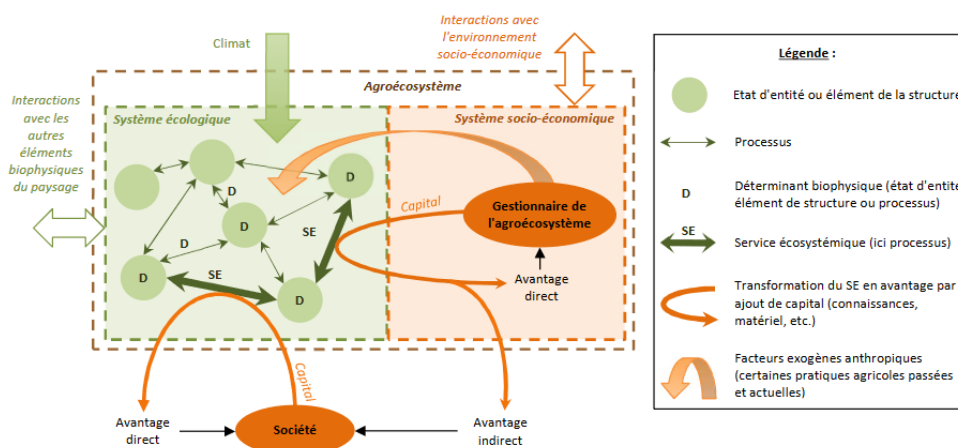 Interactions avec
l'environnement
socio-économique
Climat
Agroécosystème
Interactions
avec les
autres
éléments
biophysiques
du paysage
Système écologique
Système socio-économique
D
D
D
D
D
D
D
SE
SE
Capital
Gestionnaire de
l'agroécosystème
Avantage
direct
Capital
Avantage
direct
Société
Avantage
indirect
Légende :
Etat d'entité ou élément de la structure
Processus
D
Déterminant biophysique (état d'entité
élément de structure ou processus)
SE
Service écosystémique (ici processus)
Transformation du SE en avantage par
ajout de capital (connaissances,
matériel, etc.)
Facteurs exogènes anthropiques
(certaines pratiques agricoles passées
et actuelles)